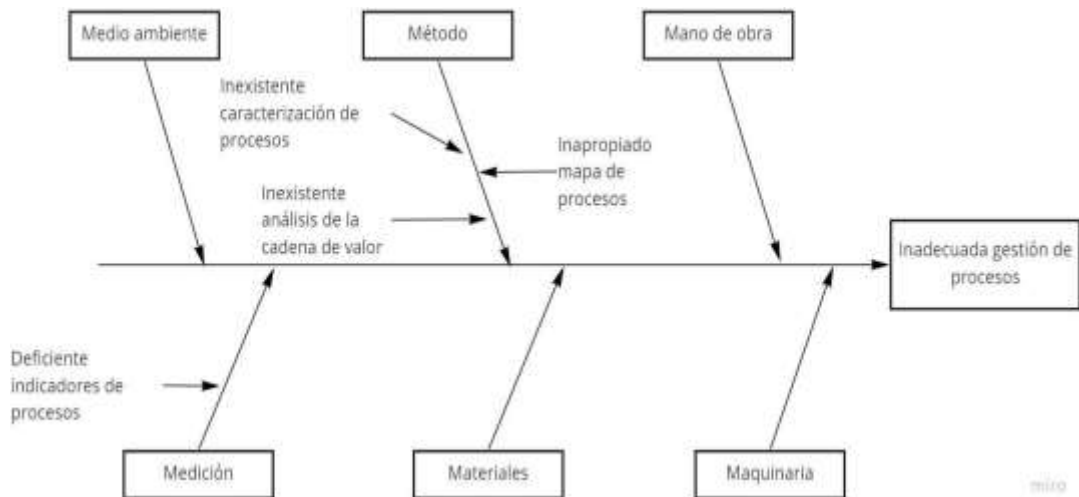 Medio ambiente
Método
Mano de obra
Inexistente
caracterización de
procesos
Inapropiado
mapa de
procesos
Inexistente
análisis de la
cadena de valor
Inadecuada gestión de
procesos
Deficiente
indicadores de
procesos
Medición
Materiales
Maquinaria
miro